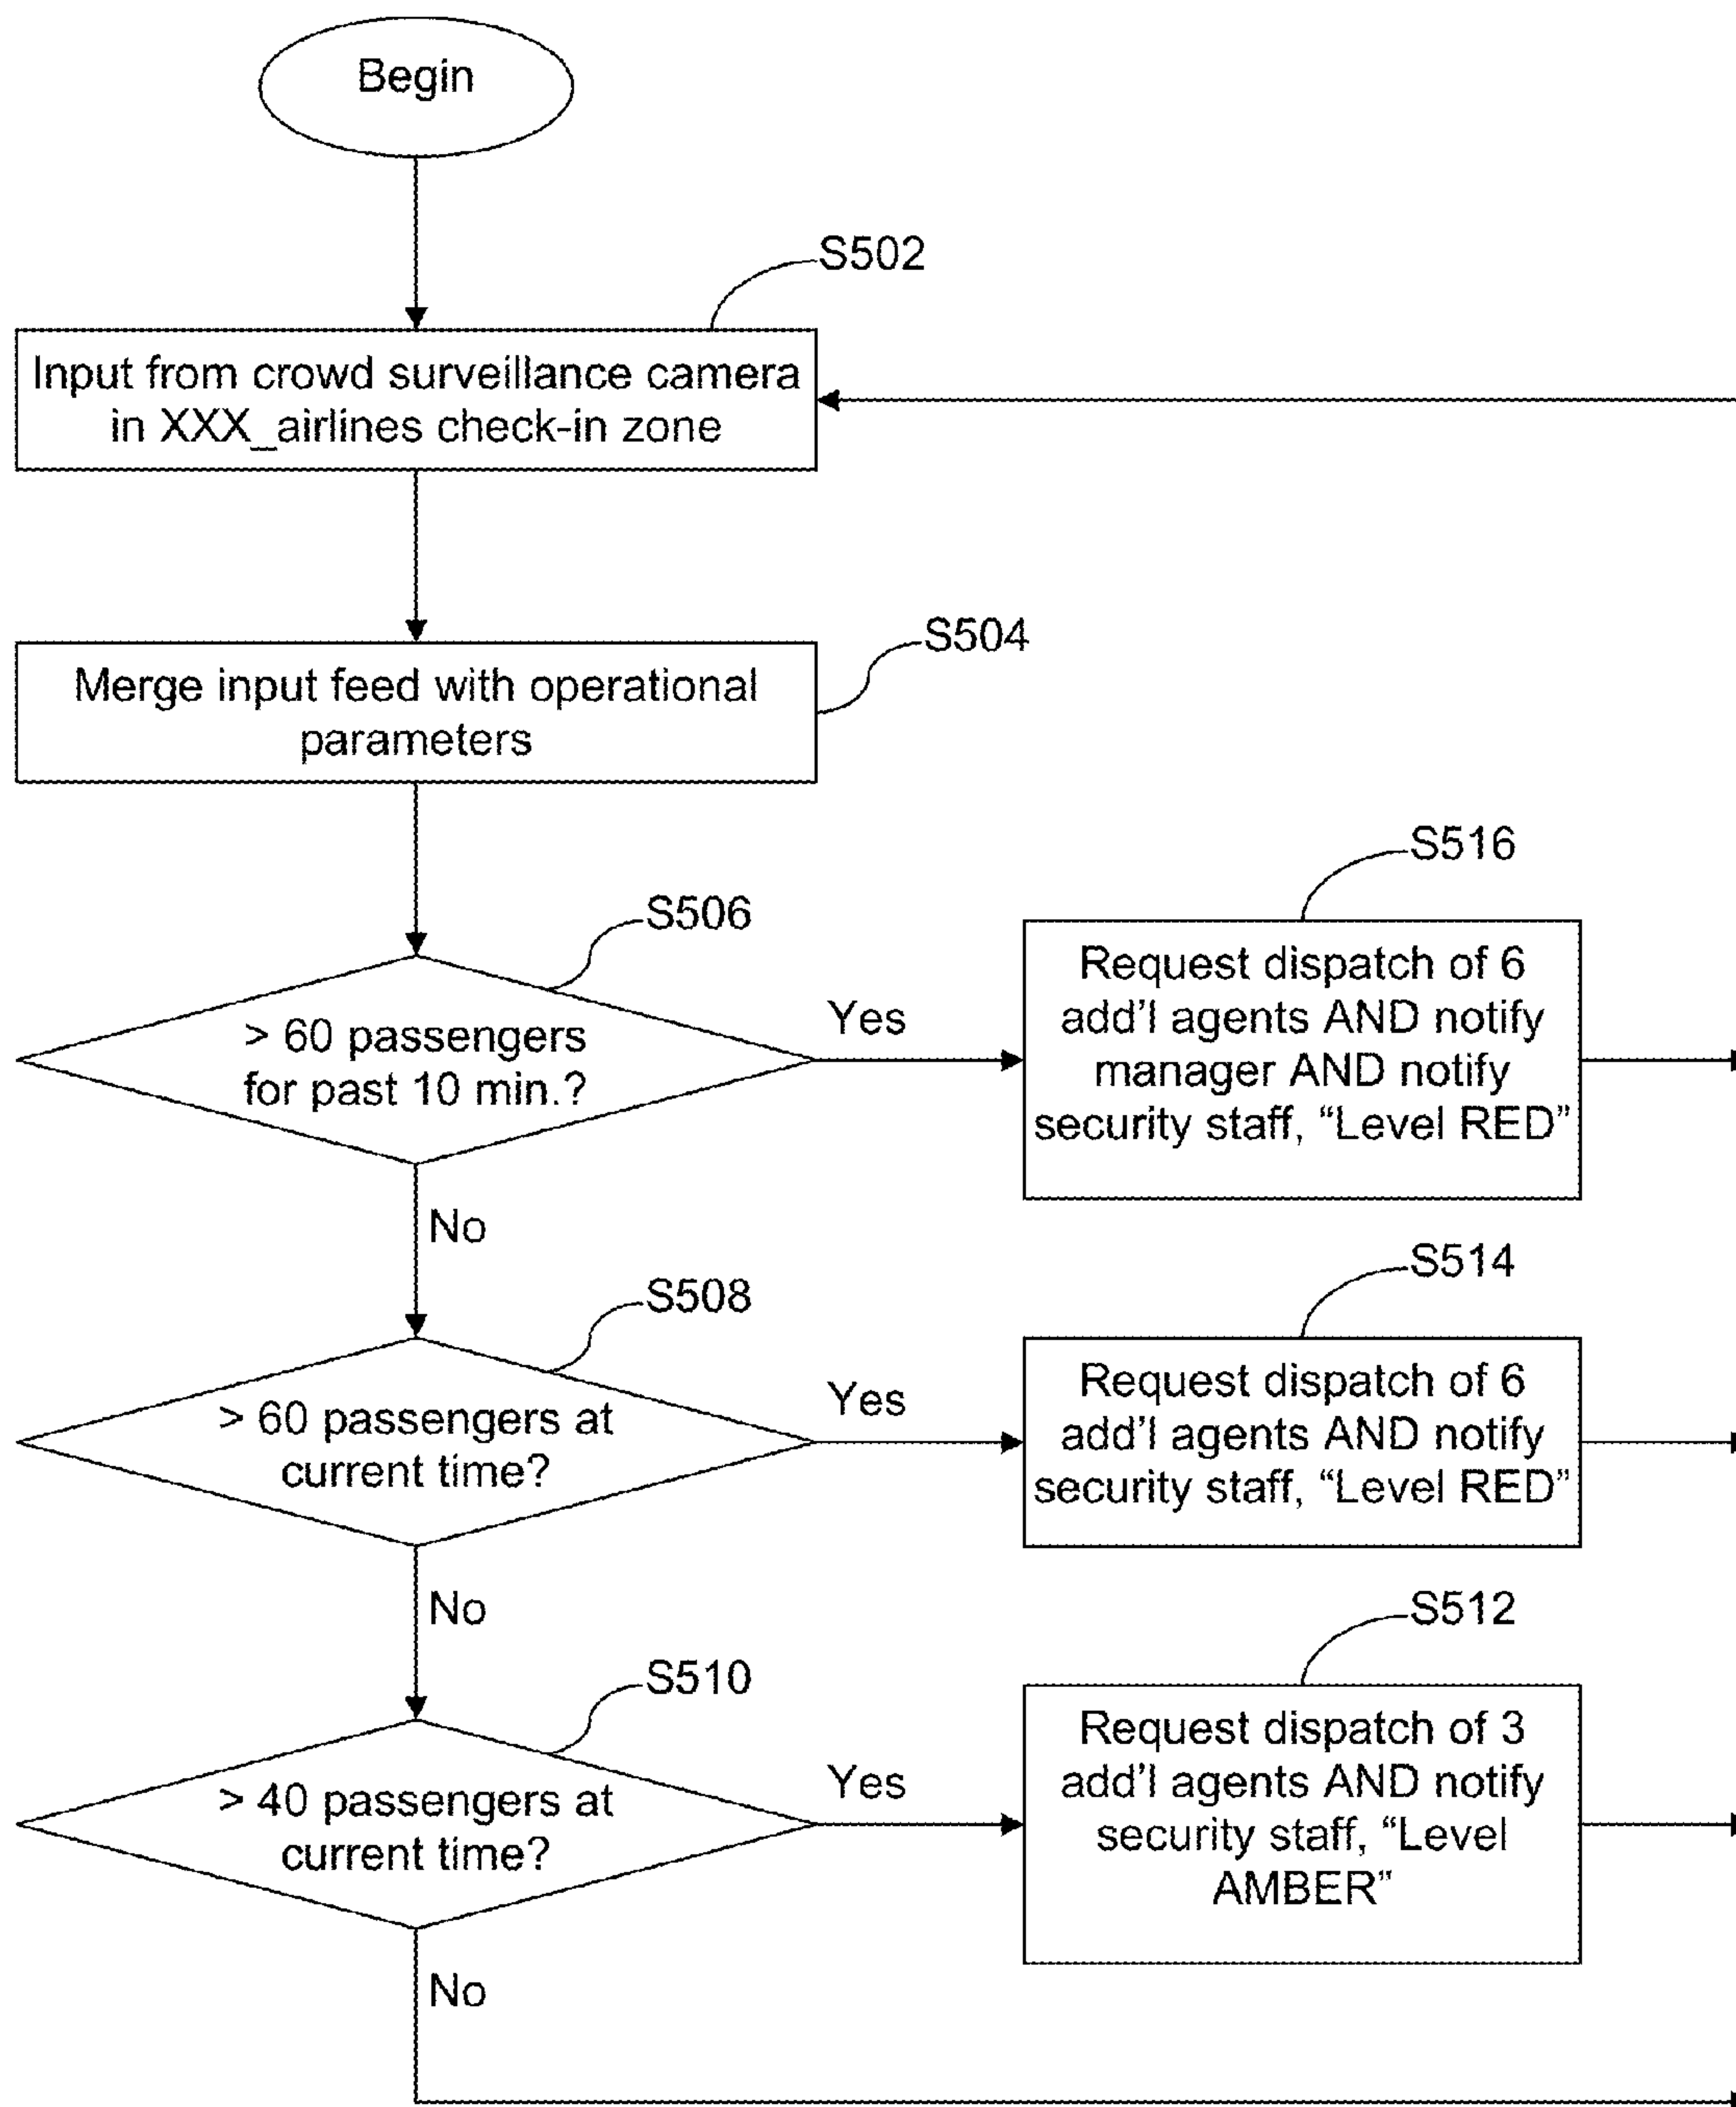 Begin
S502
Input from crowd surveillance camera
in XXX_airlines check-in zone
S504
Merge input feed with operational
parameters
S506
> 60 passengers
for past 10 min.?
Yes
S516
Request dispatch of 6
add'l agents AND notify
manager AND notify
security staff, “Level RED”
No
S508
> 60 passengers at
current time?
Yes
S514
Request dispatch of 6
add'l agents AND notify
security staff, “Level RED”
No
S510
> 40 passengers at
current time?
Yes
S512
Request dispatch of 3
add'l agents AND notify
security staff, “Level
AMBER”
No